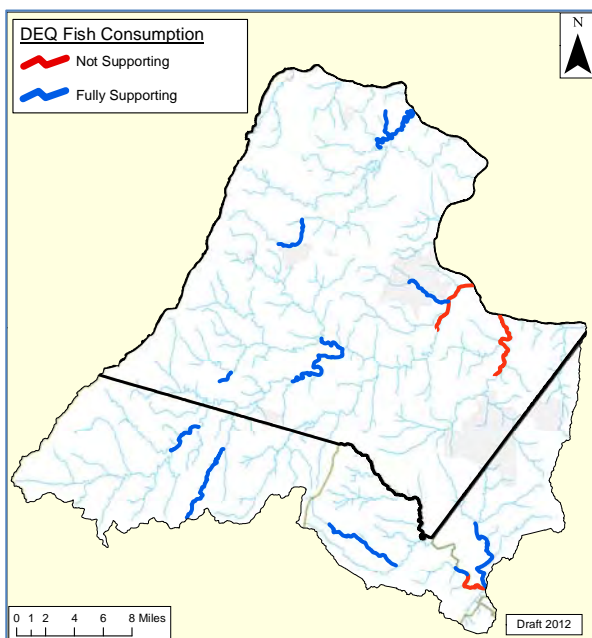 DEQ Fish Consumption
Not Supporting
Fully Supporting
N
0 1 2 4 6 8 Miles
Draft 2012